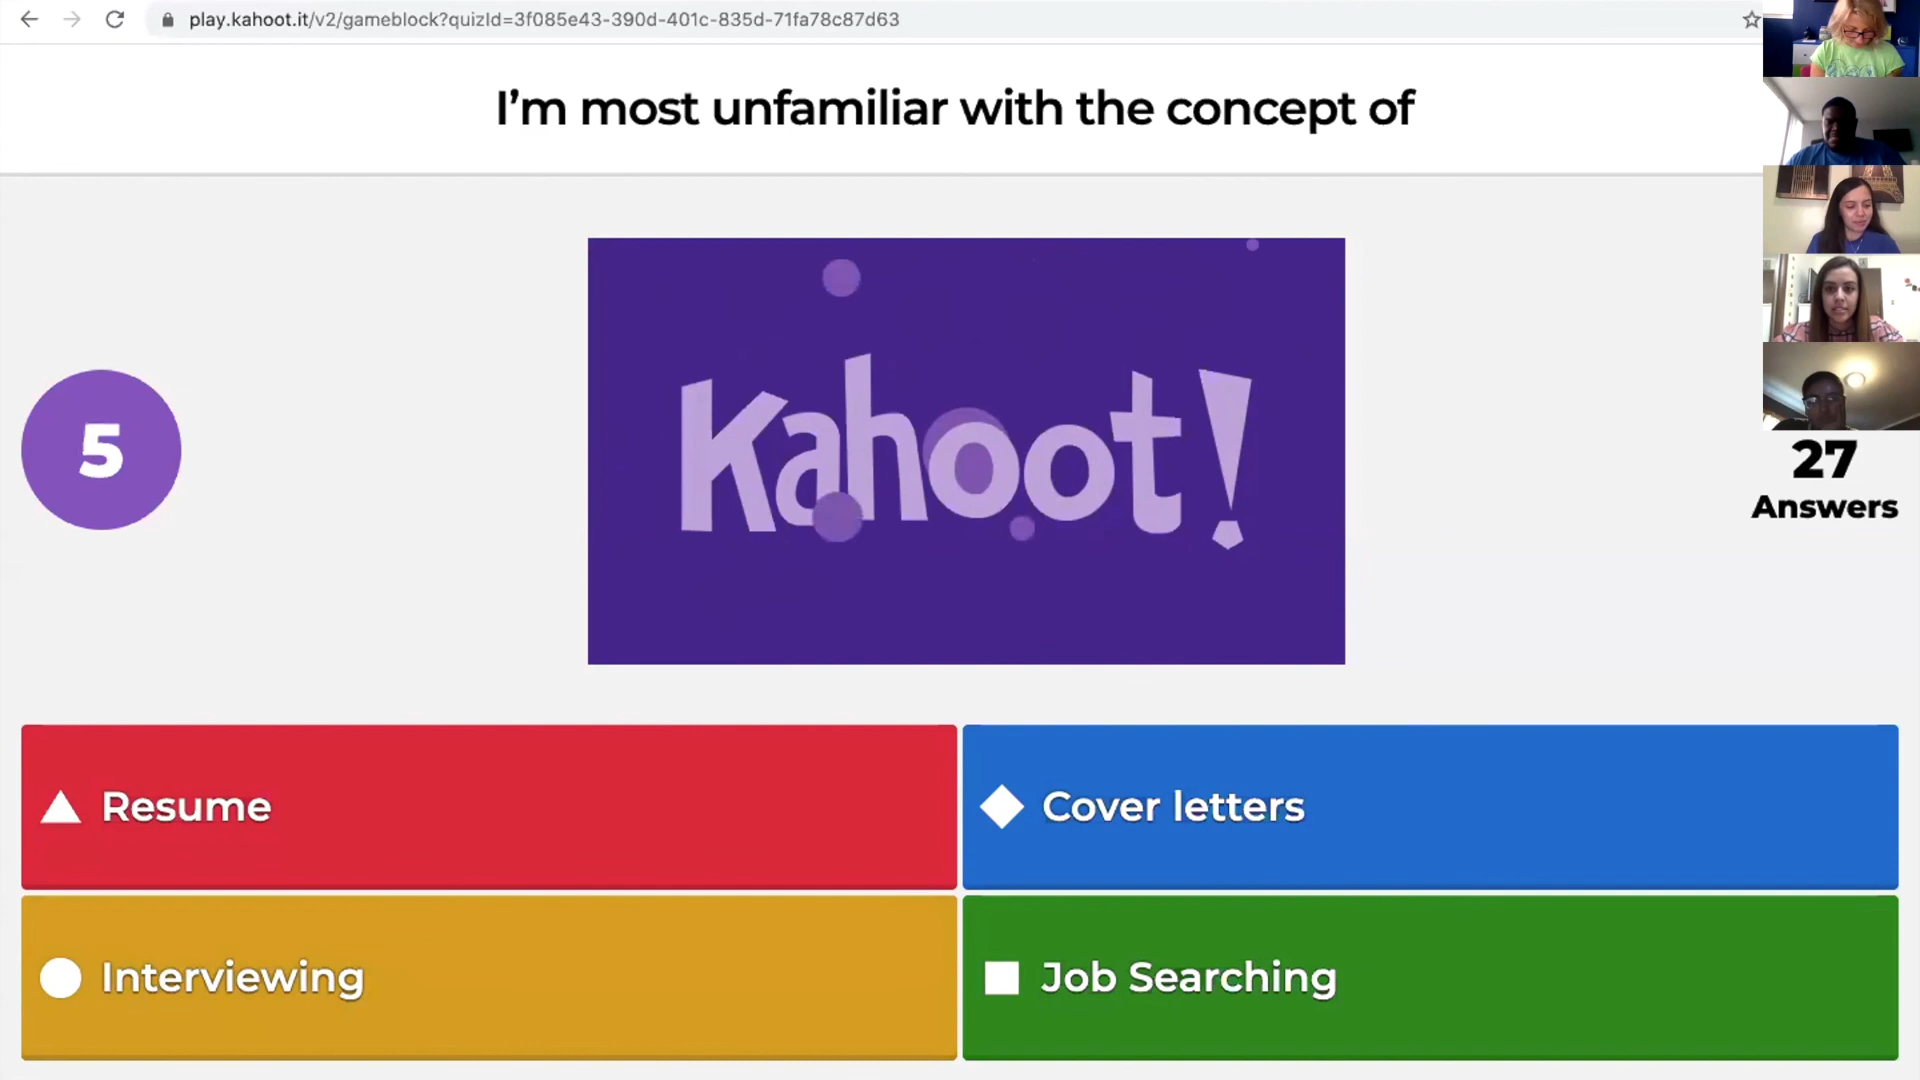 play.kahoot.it/v2/gameblock?quizId=3f085e43-390d-401c-835d-71fa78c87d63
I'm most unfamiliar with the concept of
Kahoot!
5
27
Answers
Resume
Cover letters
Interviewing
Job Searching